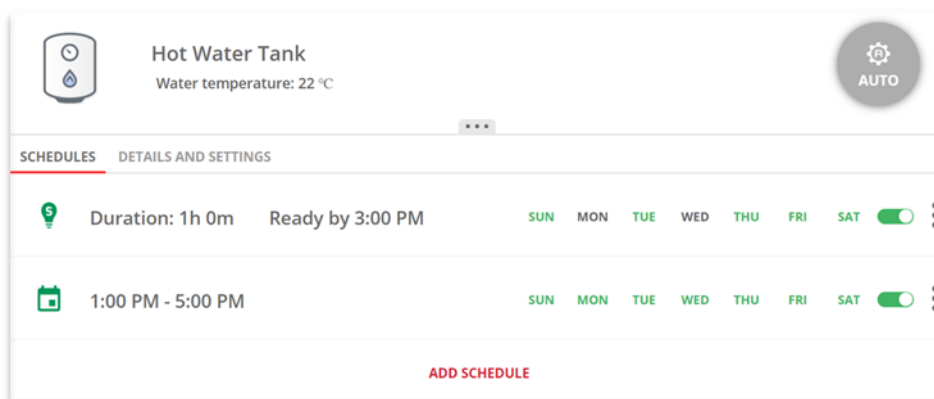 Hot Water Tank
Water temperature: 22 °C
AUTO
SCHEDULES DETAILS AND SETTINGS
S Duration: 1h 0m Ready by 3:00 PM SUN MON TUE WED THU FRI SAT
1:00 PM - 5:00 PM SUN MON TUE WED THU FRI SAT
ADD SCHEDULE